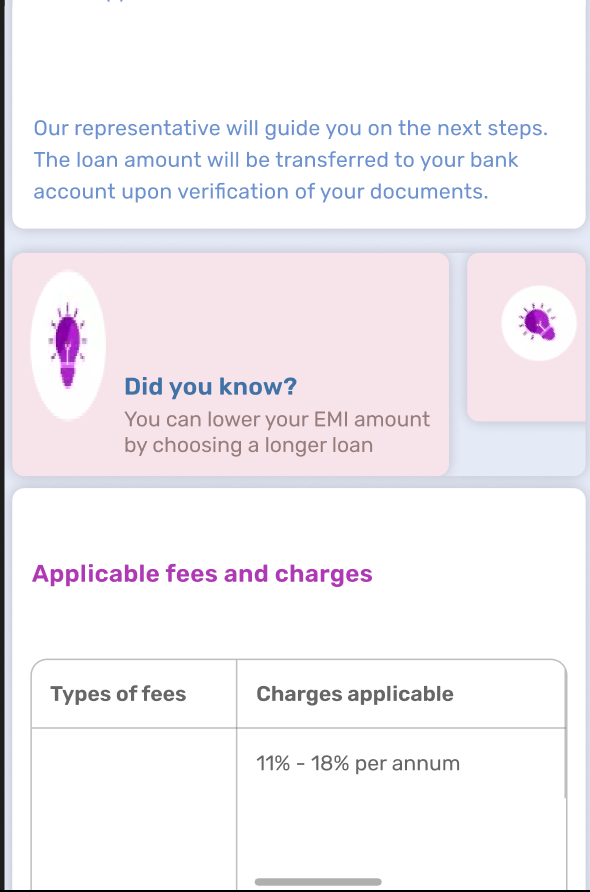 Our representative will guide you on the next steps.
The loan amount will be transferred to your bank
account upon verification of your documents.
Did you know?
You can lower your EMI amount
by choosing a longer loan
Applicable fees and charges
Types of fees
Charges applicable
11% - 18% per annum